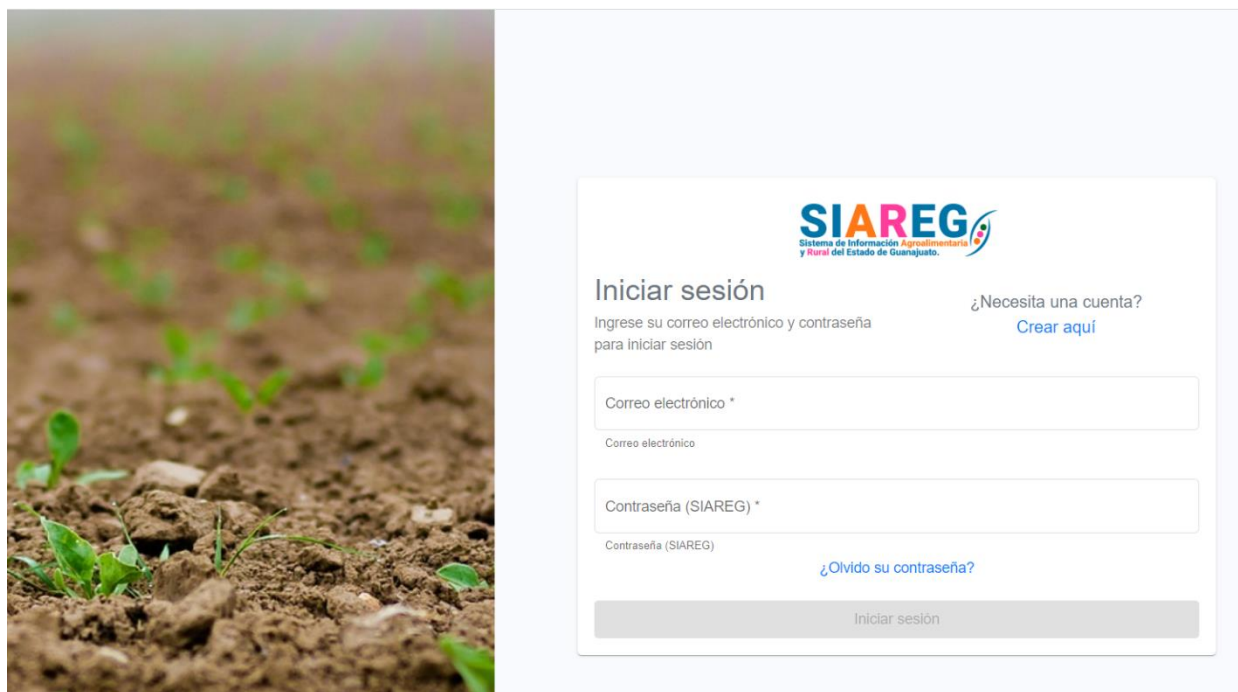 SIAREG
Sistema de Información Agroalimentaria
y Rural del Estado de Guanajuato.
Iniciar sesión
Ingrese su correo electrónico y contraseña
para iniciar sesión
¿Necesita una cuenta?
Crear aquí
Correo electrónico *
Correo electrónico
Contraseña (SIAREG) *
Contraseña (SIAREG)
¿Olvido su contraseña?
Iniciar sesión